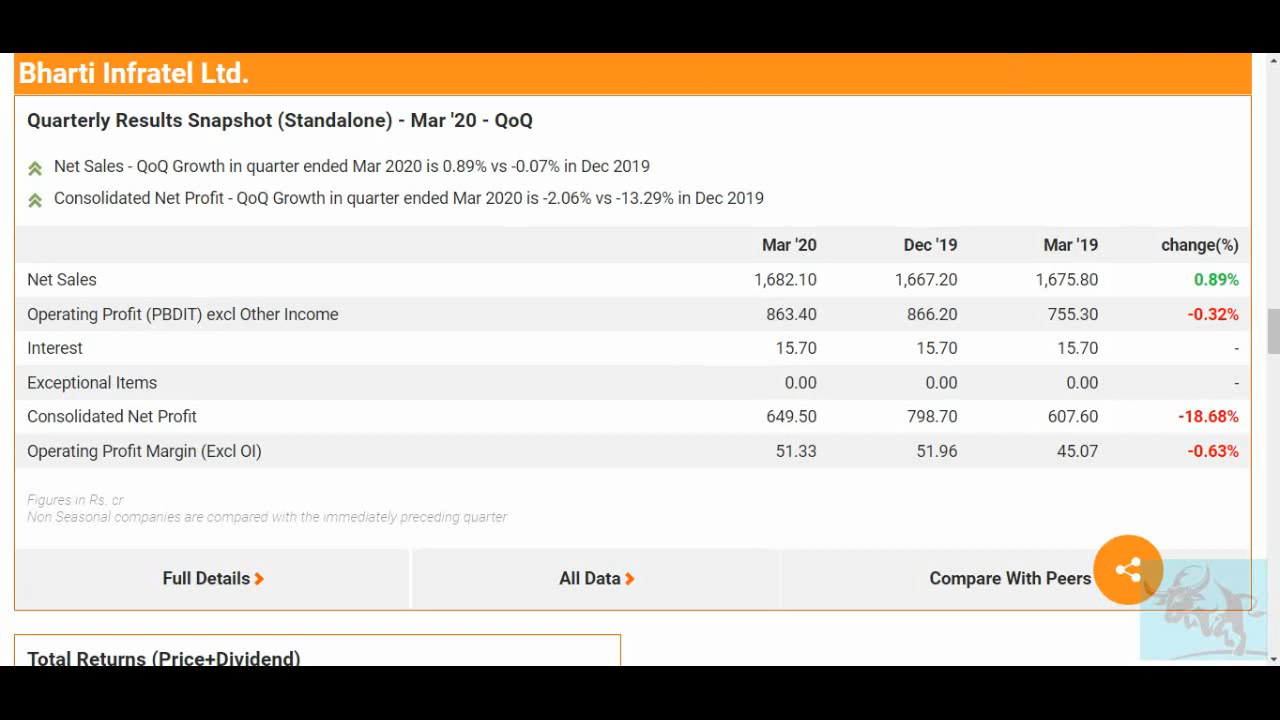 Bharti Infratel Ltd.
Quarterly Results Snapshot (Standalone) - Mar '20 - QoQ
Net Sales - QoQ Growth in quarter ended Mar 2020 is 0.89% vs -0.07% in Dec 2019
Consolidated Net Profit - QoQ Growth in quarter ended Mar 2020 is -2.06% vs -13.29% in Dec 2019
Mar '20 Dec '19 Mar '19 change(%)
Net Sales 1,682.10 1,667.20 1,675.80 0.89%
Operating Profit (PBDIT) excl Other Income 863.40 866.20 755.30 -0.32%
Interest 15.70 15.70 15.70 -
Exceptional Items 0.00 0.00 0.00 -
Consolidated Net Profit 649.50 798.70 607.60 -18.68%
Operating Profit Margin (Excl OI) 51.33 51.96 45.07 -0.63%
Figures in Rs. cr
Non Seasonal companies are compared with the immediately preceding quarter
Full Details All Data Compare With Peers
Total Returns (Price+Dividend)